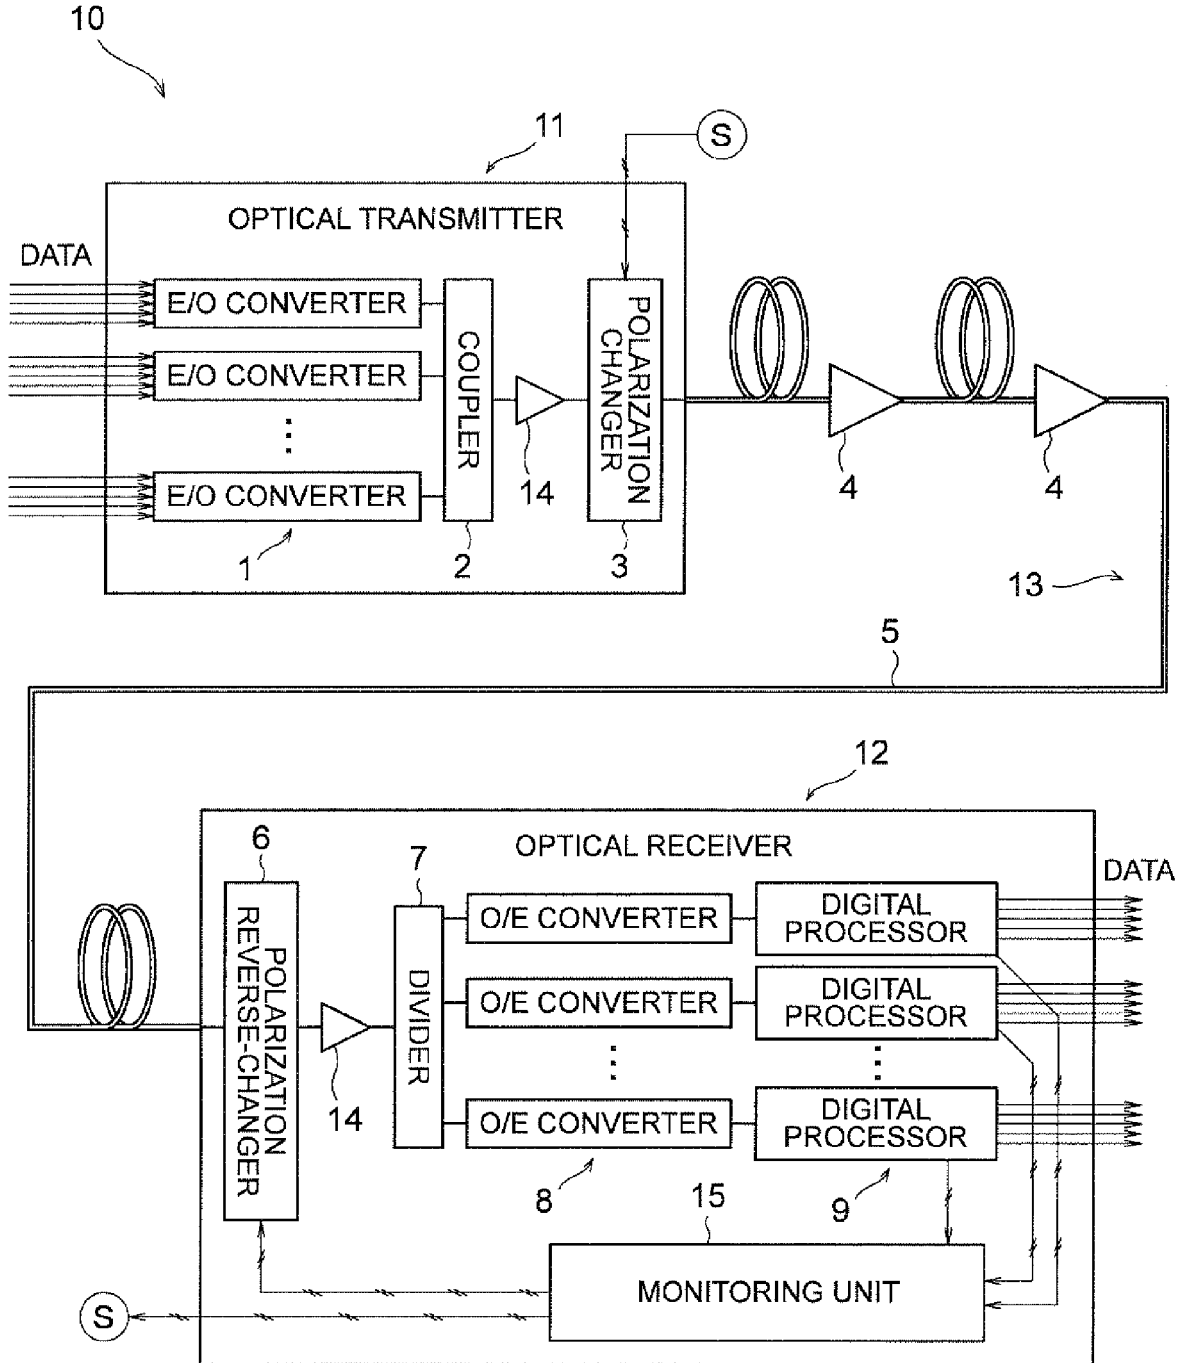 10
11
S
OPTICAL TRANSMITTER
DATA
E/O CONVERTER
E/O CONVERTER
E/O CONVERTER
COUPLER
POLARIZATION
CHANGER
14
4
4
1
2
3
13
5
12
OPTICAL RECEIVER
6
7
DATA
POLARIZATION
REVERSE-CHANGER
14
DIVIDER
O/E CONVERTER
O/E CONVERTER
O/E CONVERTER
DIGITAL
PROCESSOR
DIGITAL
PROCESSOR
DIGITAL
PROCESSOR
8
9
15
MONITORING UNIT
S